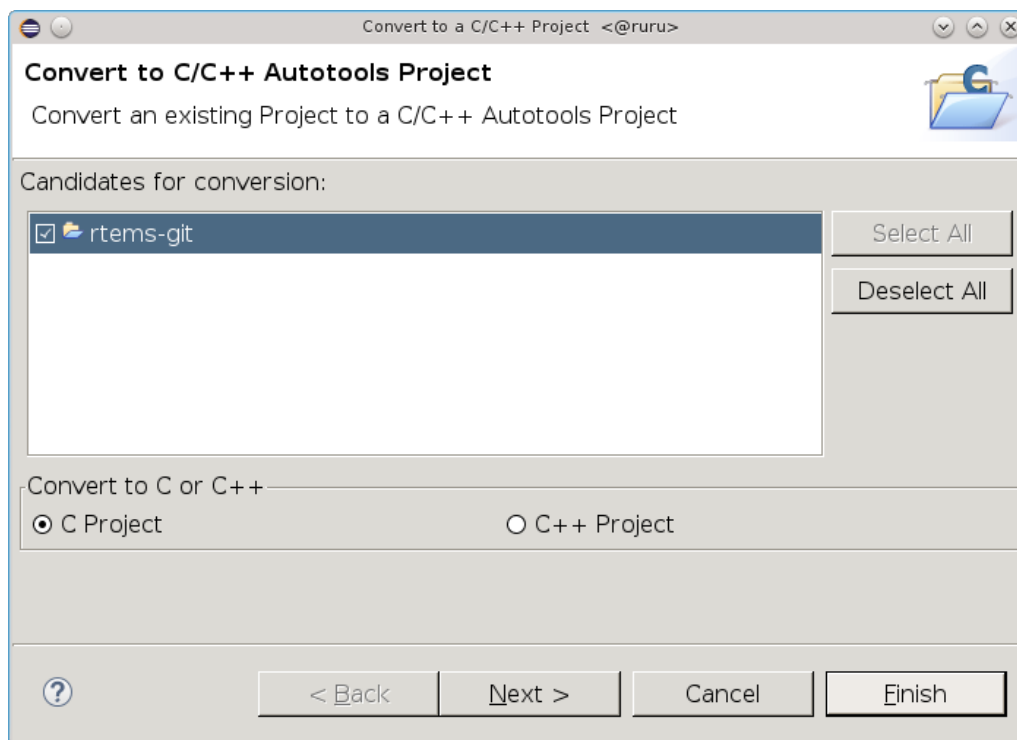 Convert to a C/C++ Project <@ruru>
Convert to C/C++ Autotools Project
Convert an existing Project to a C/C++ Autotools Project
Candidates for conversion:
rtems-git
Select All
Deselect All
Convert to C or C++
C Project C++ Project
< Back Next > Cancel Finish